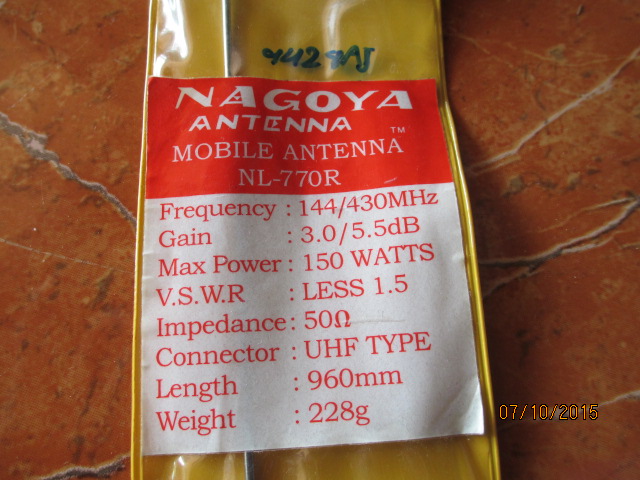 NAGOYA
ANTENNA ™
MOBILE ANTENNA
NL-770R
Frequency : 144/430MHz
Gain : 3.0/5.5dB
Max Power : 150 WATTS
V.S.W.R : LESS 1.5
Impedance : 50Ω
Connector : UHF TYPE
Length : 960mm
Weight : 228g
07/10/2015